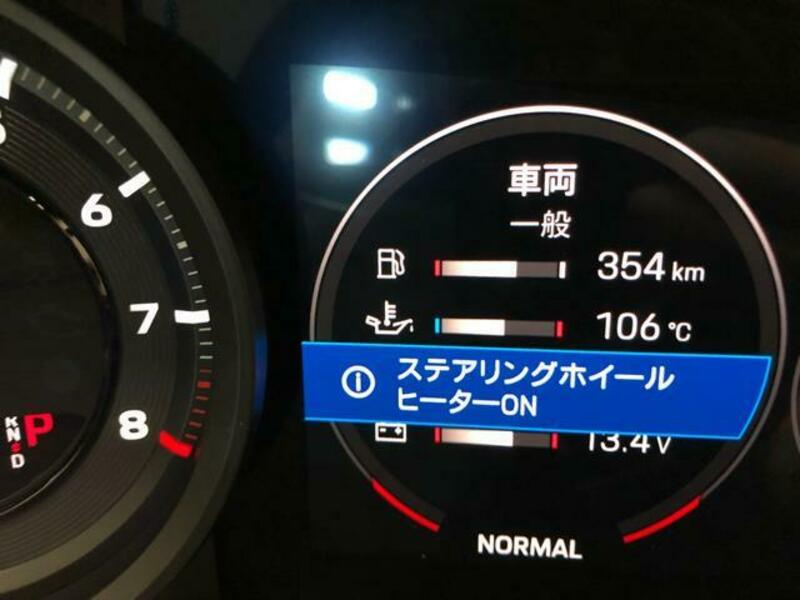 6
7
8
N
D
P
車両
一般
354 km
106 ℃
ステアリングホイール
ヒーターON
13.4 V
NORMAL